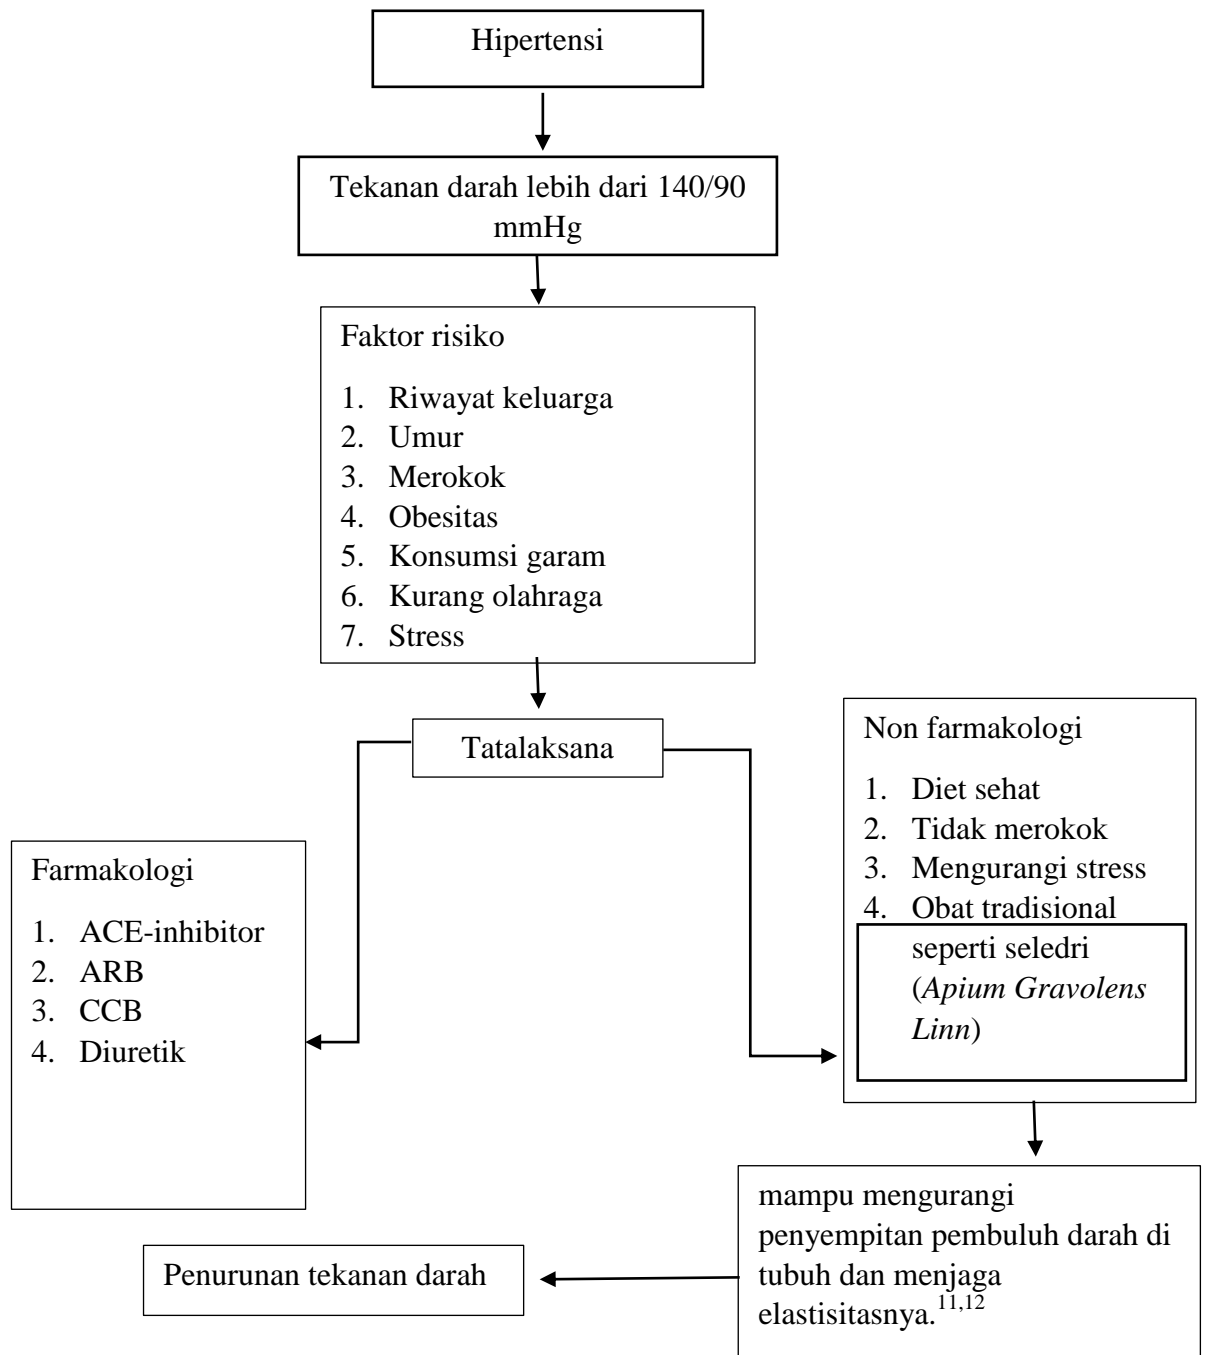 Hipertensi
Tekanan darah lebih dari 140/90
mmHg
Faktor risiko
1. Riwayat keluarga
2. Umur
3. Merokok
4. Obesitas
5. Konsumsi garam
6. Kurang olahraga
7. Stress
Tatalaksana
Non farmakologi
1. Diet sehat
2. Tidak merokok
3. Mengurangi stress
4. Obat tradisional
seperti seledri
(Apium Gravolens
Linn)
Farmakologi
1. ACE-inhibitor
2. ARB
3. CCB
4. Diuretik
mampu mengurangi
penyempitan pembuluh darah di
tubuh dan menjaga
elastisitasnya.11,12
Penurunan tekanan darah